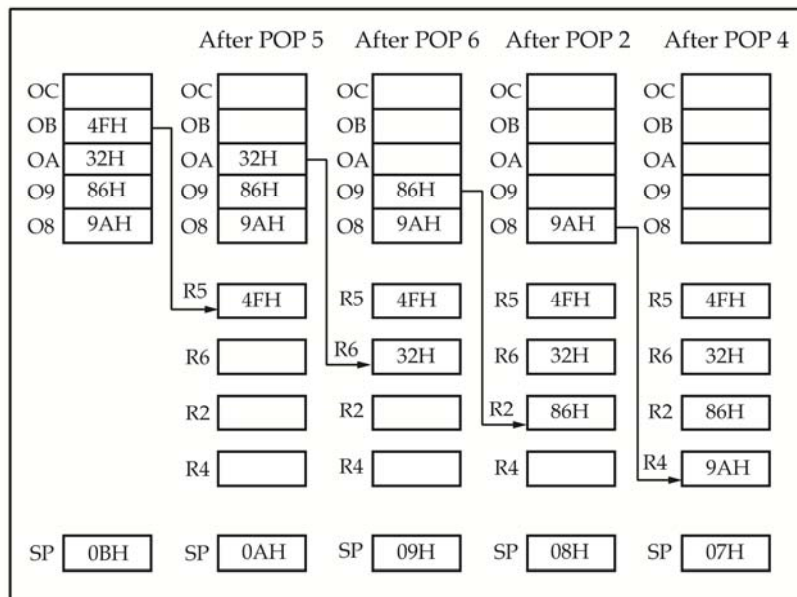 After POP 5 After POP 6 After POP 2 After POP 4
OC OC OC OC OC
OB 4FH OB OB OB OB
OA 32H OA 32H OA OA OA
O9 86H O9 86H O9 86H O9 O9
O8 9AH O8 9AH O8 9AH O8 9AH O8
R5 4FH R5 4FH R5 4FH R5 4FH
R6 R6 32H R6 32H R6 32H
R2 R2 R2 86H R2 86H
R4 R4 R4 R4 9AH
SP 0BH SP 0AH SP 09H SP 08H SP 07H